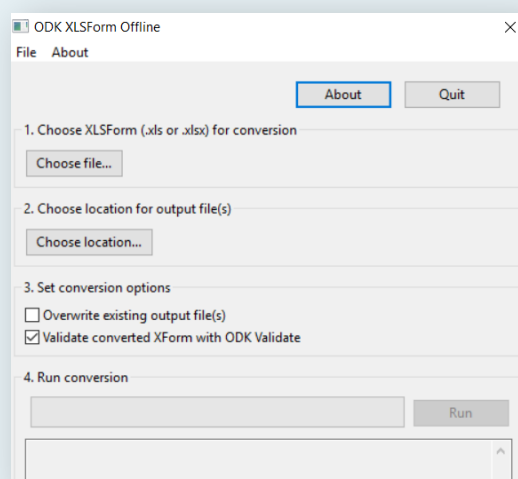 ODK XLSForm Offline
File About
About Quit
1. Choose XLSForm (.xls or .xlsx) for conversion
Choose file...
2. Choose location for output file(s)
Choose location...
3. Set conversion options
Overwrite existing output file(s)
Validate converted XForm with ODK Validate
4. Run conversion
Run